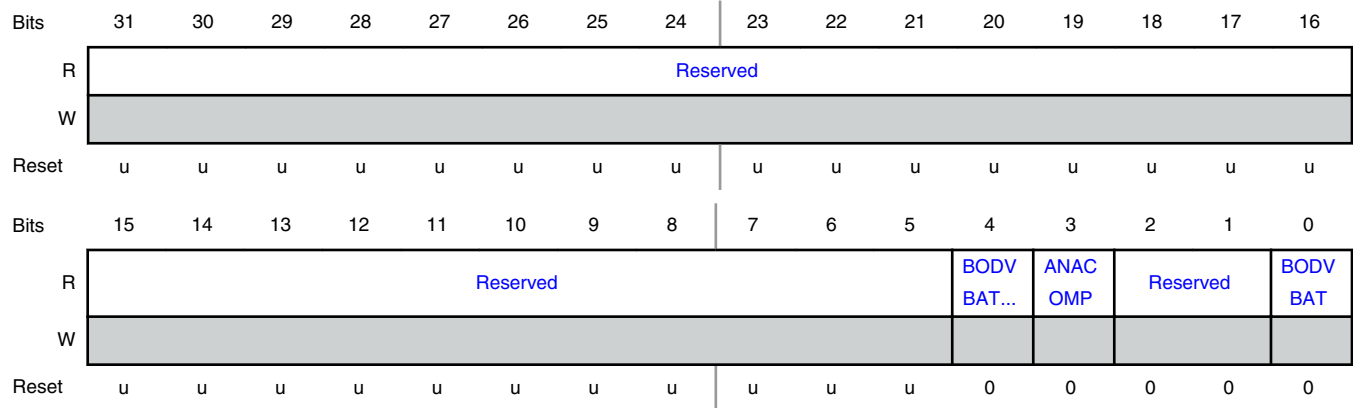 Bits 31 30 29 28 27 26 25 24 23 22 21 20 19 18 17 16
R Reserved
W
Reset u u u u u u u u u u u u u u u u
Bits 15 14 13 12 11 10 9 8 7 6 5 4 3 2 1 0
R Reserved BODV BAT... ANAC OMP Reserved BODV BAT
W
Reset u u u u u u u u u u u 0 0 0 0 0